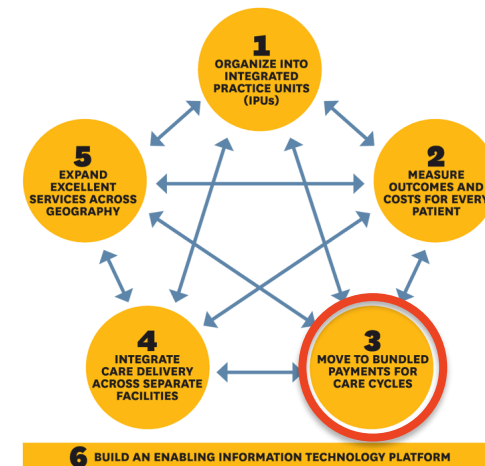 1
ORGANIZE INTO
INTEGRATED
PRACTICE UNITS
(IPUs)
5
EXPAND
EXCELLENT
SERVICES ACROSS
GEOGRAPHY
2
MEASURE
OUTCOMES AND
COSTS FOR EVERY
PATIENT
4
INTEGRATE
CARE DELIVERY
ACROSS SEPARATE
FACILITIES
3
MOVE TO BUNDLED
PAYMENTS FOR
CARE CYCLES
6 BUILD AN ENABLING INFORMATION TECHNOLOGY PLATFORM